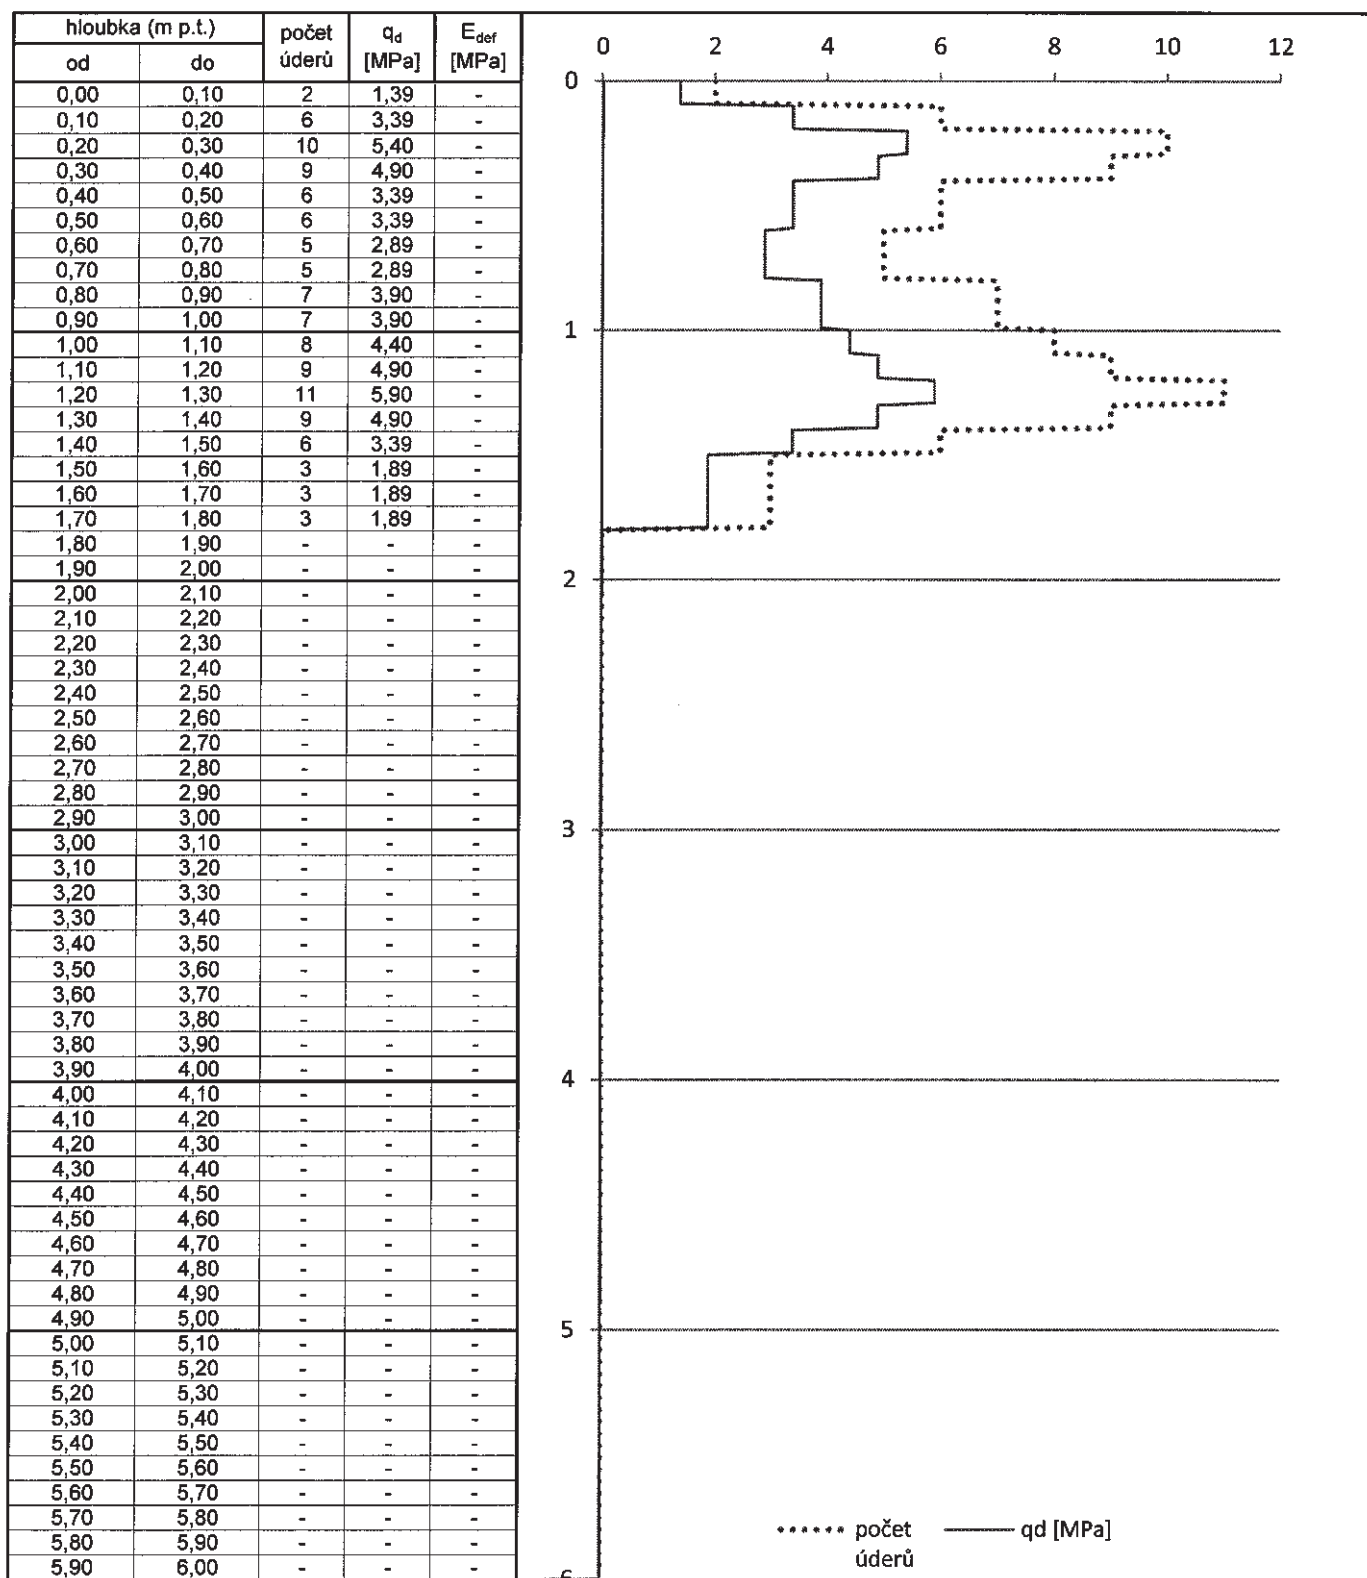 hloubka (m p.t.) počet úderů qd [MPa] Edef [MPa]
od do
0,00 0,10 2 1,39 -
0,10 0,20 6 3,39 -
0,20 0,30 10 5,40 -
0,30 0,40 9 4,90 -
0,40 0,50 6 3,39 -
0,50 0,60 6 3,39 -
0,60 0,70 5 2,89 -
0,70 0,80 5 2,89 -
0,80 0,90 7 3,90 -
0,90 1,00 7 3,90 -
1,00 1,10 8 4,40 -
1,10 1,20 9 4,90 -
1,20 1,30 11 5,90 -
1,30 1,40 9 4,90 -
1,40 1,50 6 3,39 -
1,50 1,60 3 1,89 -
1,60 1,70 3 1,89 -
1,70 1,80 3 1,89 -
1,80 1,90 - - -
1,90 2,00 - - -
2,00 2,10 - - -
2,10 2,20 - - -
2,20 2,30 - - -
2,30 2,40 - - -
2,40 2,50 - - -
2,50 2,60 - - -
2,60 2,70 - - -
2,70 2,80 - - -
2,80 2,90 - - -
2,90 3,00 - - -
3,00 3,10 - - -
3,10 3,20 - - -
3,20 3,30 - - -
3,30 3,40 - - -
3,40 3,50 - - -
3,50 3,60 - - -
3,60 3,70 - - -
3,70 3,80 - - -
3,80 3,90 - - -
3,90 4,00 - - -
4,00 4,10 - - -
4,10 4,20 - - -
4,20 4,30 - - -
4,30 4,40 - - -
4,40 4,50 - - -
4,50 4,60 - - -
4,60 4,70 - - -
4,70 4,80 - - -
4,80 4,90 - - -
4,90 5,00 - - -
5,00 5,10 - - -
5,10 5,20 - - -
5,20 5,30 - - -
5,30 5,40 - - -
5,40 5,50 - - -
5,50 5,60 - - -
5,60 5,70 - - -
5,70 5,80 - - -
5,80 5,90 - - -
5,90 6,00 - - -
0 2 4 6 8 10 12
0
1
2
3
4
5
6
počet
úderů
qd [MPa]